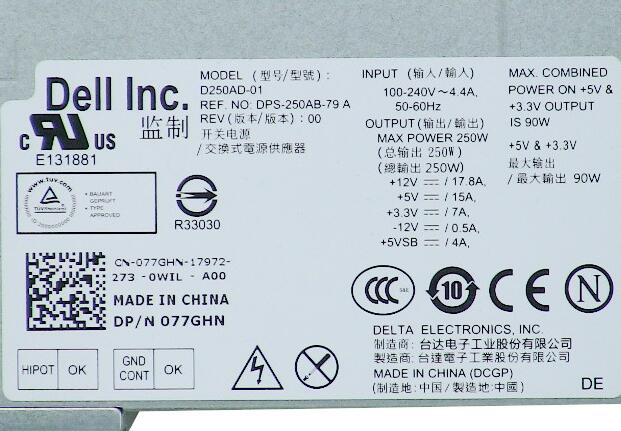 Dell Inc.
监制
c RU US
E131881
MODEL (型号/型號):
D250AD-01
REF. NO: DPS-250AB-79 A
REV (版本/版本): 00
开关电源
/交換式電源供應器
INPUT (输入/輸入)
100-240V~4.4A,
50-60Hz
OUTPUT (输出/輸出)
MAX POWER 250W
(总输出 250W)
(總輸出 250W)
+12V ⎓ / 17.8A,
+5V ⎓ / 15A,
+3.3V ⎓ / 7A,
-12V ⎓ / 0.5A,
+5VSB ⎓ / 4A,
MAX. COMBINED
POWER ON +5V &
+3.3V OUTPUT
IS 90W
+5V & +3.3V
最大输出
/ 最大輸出 90W
www.tuv.com
• BAUART
GEPRUFT
• TYPE
APPROVED
R33030
CN-077GHN-17972-
273 -0WIL - A00
MADE IN CHINA
DP/N 077GHN
CCC
10
CE
N
DELTA ELECTRONICS, INC.
制造商: 台达电子工业股份有限公司
製造商: 台達電子工業股份有限公司
MADE IN CHINA (DCGP)
(制造地: 中国 / 製造地: 中國)
DE
HIPOT OK
GND
CONT OK